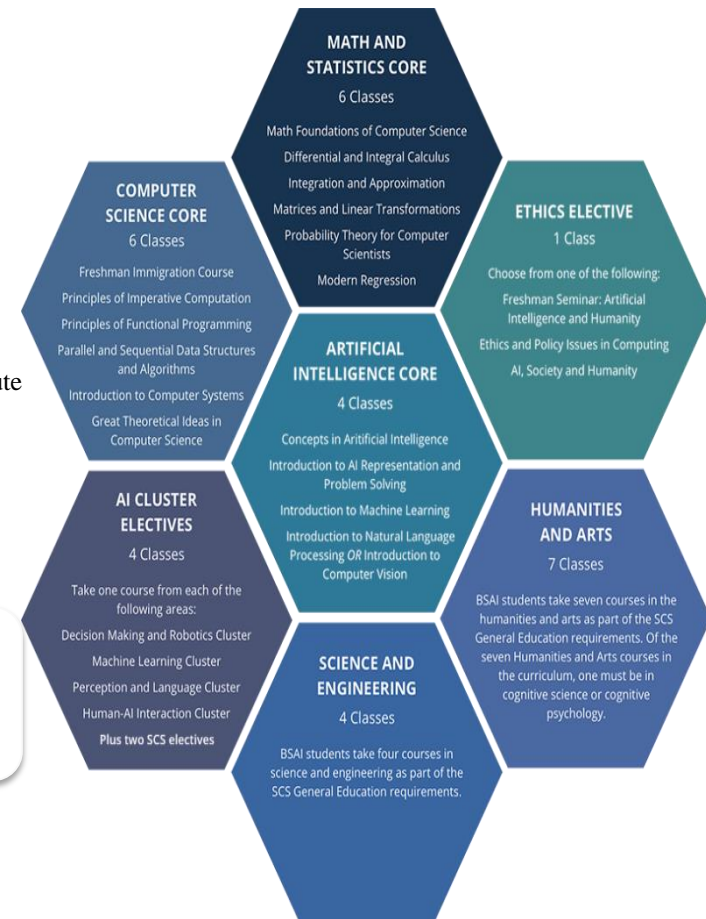 MATH AND
STATISTICS CORE
6 Classes
Math Foundations of Computer Science
Differential and Integral Calculus
Integration and Approximation
Matrices and Linear Transformations
Probability Theory for Computer
Scientists
Modern Regression
COMPUTER
SCIENCE CORE
6 Classes
Freshman Immigration Course
Principles of Imperative Computation
Principles of Functional Programming
Parallel and Sequential Data Structures
and Algorithms
Introduction to Computer Systems
Great Theoretical Ideas in
Computer Science
ETHICS ELECTIVE
1 Class
Choose from one of the following:
Freshman Seminar: Artificial
Intelligence and Humanity
Ethics and Policy Issues in Computing
AI, Society and Humanity
ute
ARTIFICIAL
INTELLIGENCE CORE
4 Classes
Concepts in Aritificial Intelligence
Introduction to AI Representation and
Problem Solving
Introduction to Machine Learning
Introduction to Natural Language
Processing OR Introduction to
Computer Vision
AI CLUSTER
ELECTIVES
4 Classes
Take one course from each of the
following areas:
Decision Making and Robotics Cluster
Machine Learning Cluster
Perception and Language Cluster
Human-AI Interaction Cluster
Plus two SCS electives
HUMANITIES
AND ARTS
7 Classes
BSAI students take seven courses in the
humanities and arts as part of the SCS
General Education requirements. Of the
seven Humanities and Arts courses in
the curriculum, one must be in
cognitive science or cognitive
psychology.
SCIENCE AND
ENGINEERING
4 Classes
BSAI students take four courses in
science and engineering as part of the
SCS General Education requirements.